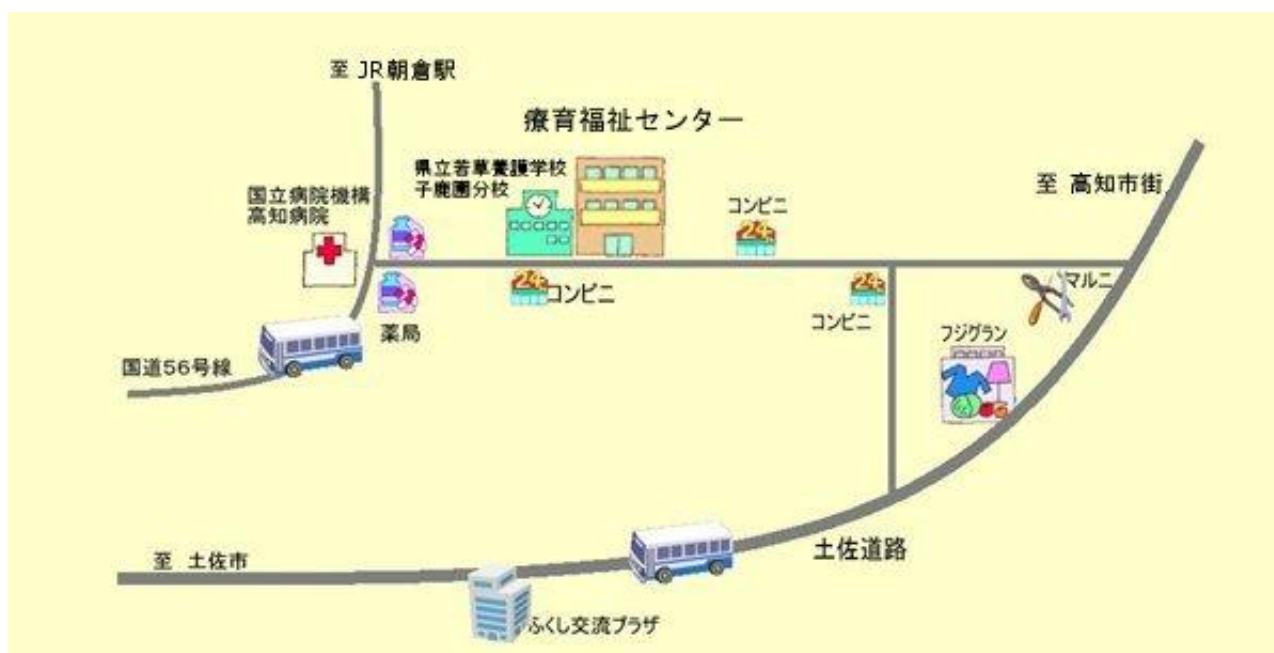 至 JR朝倉駅
療育福祉センター
県立若草養護学校
子鹿園分校
至 高知市街
国立病院機構
高知病院
コンビニ
24
24
コンビニ
24
コンビニ
マルニ
薬局
フジグラン
国道56号線
土佐道路
至 土佐市
ふくし交流プラザ